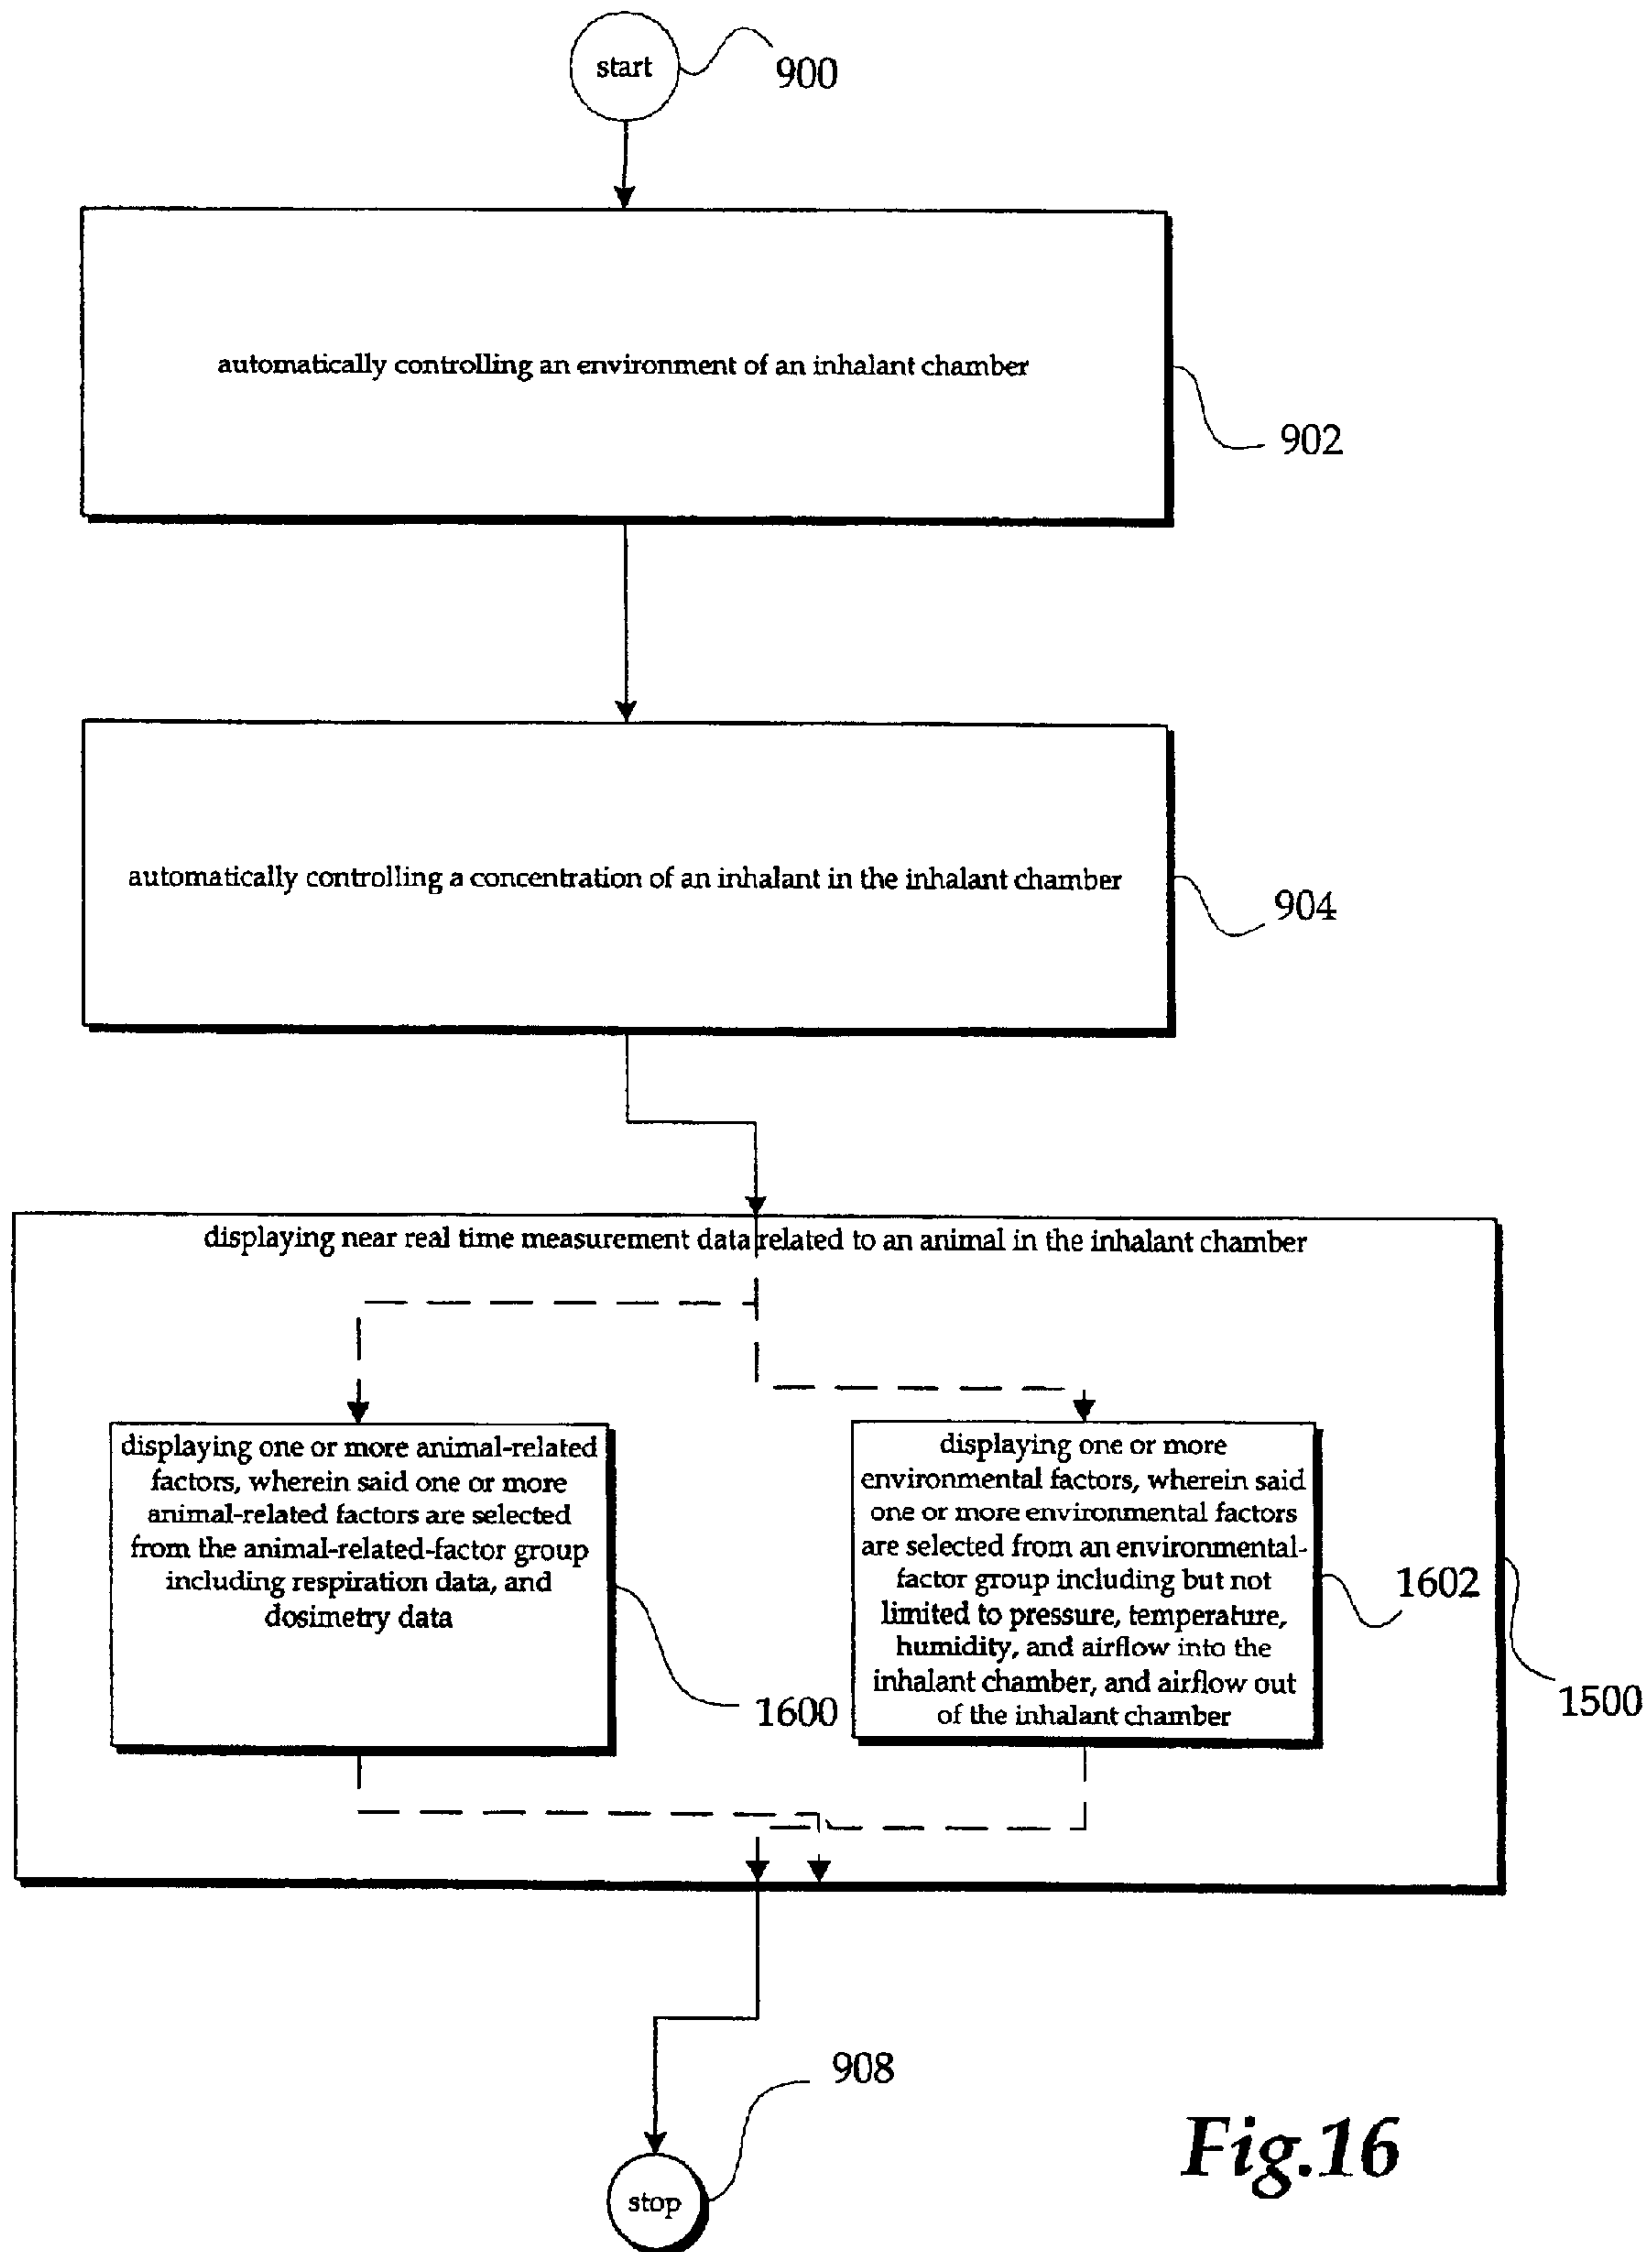 start
900
automatically controlling an environment of an inhalant chamber
902
automatically controlling a concentration of an inhalant in the inhalant chamber
904
displaying near real time measurement data related to an animal in the inhalant chamber
displaying one or more animal-related
factors, wherein said one or more
animal-related factors are selected
from the animal-related-factor group
including respiration data, and
dosimetry data
1600
displaying one or more
environmental factors, wherein said
one or more environmental factors
are selected from an environmental-
factor group including but not
limited to pressure, temperature,
humidity, and airflow into the
inhalant chamber, and airflow out
of the inhalant chamber
1602
1500
908
stop
Fig.16